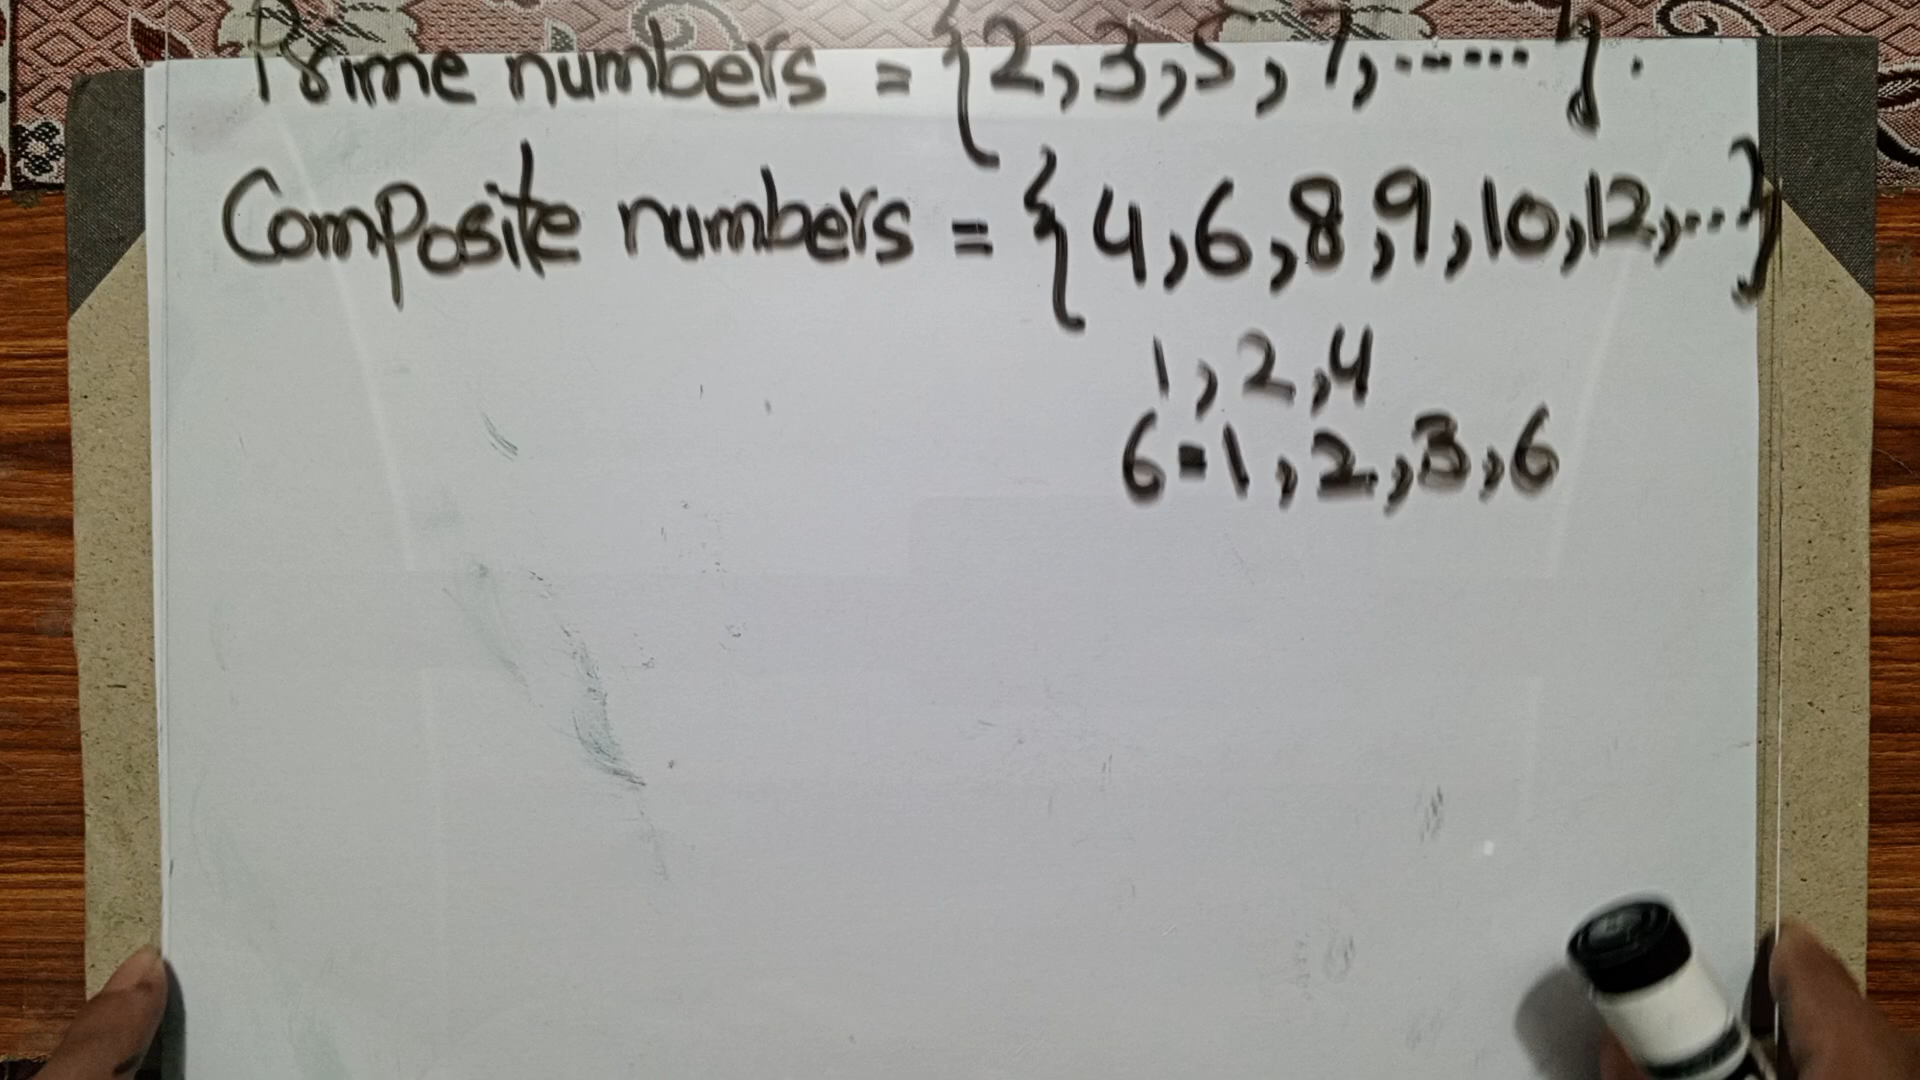 Prime numbers = {2, 3, 5, 7, ......}.
Composite numbers = {4, 6, 8, 9, 10, 12, ...}
1, 2, 4
6 = 1, 2, 3, 6